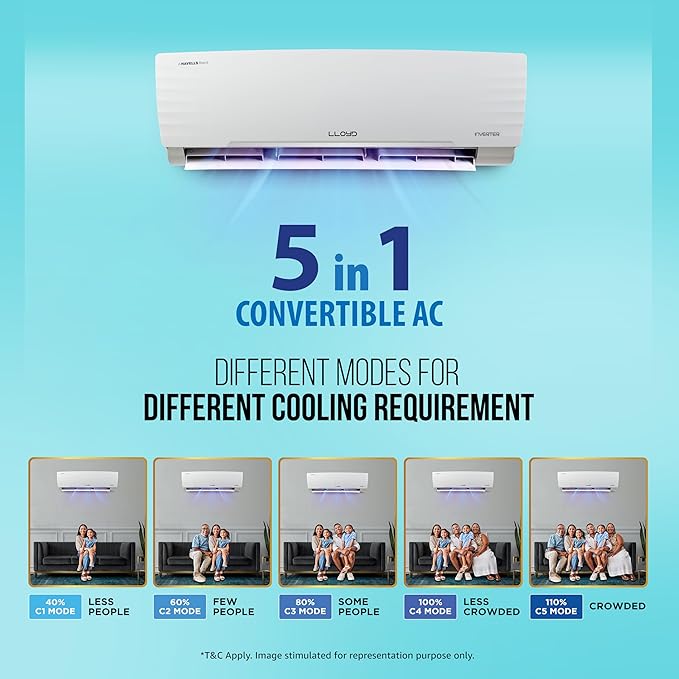 A HAVELLS Brand
LLOYD
INVERTER
5 in 1
CONVERTIBLE AC
DIFFERENT MODES FOR
DIFFERENT COOLING REQUIREMENT
40%
C1 MODE
LESS
PEOPLE
60%
C2 MODE
FEW
PEOPLE
80%
C3 MODE
SOME
PEOPLE
100%
C4 MODE
LESS
CROWDED
110%
C5 MODE
CROWDED
*T&C Apply. Image stimulated for representation purpose only.